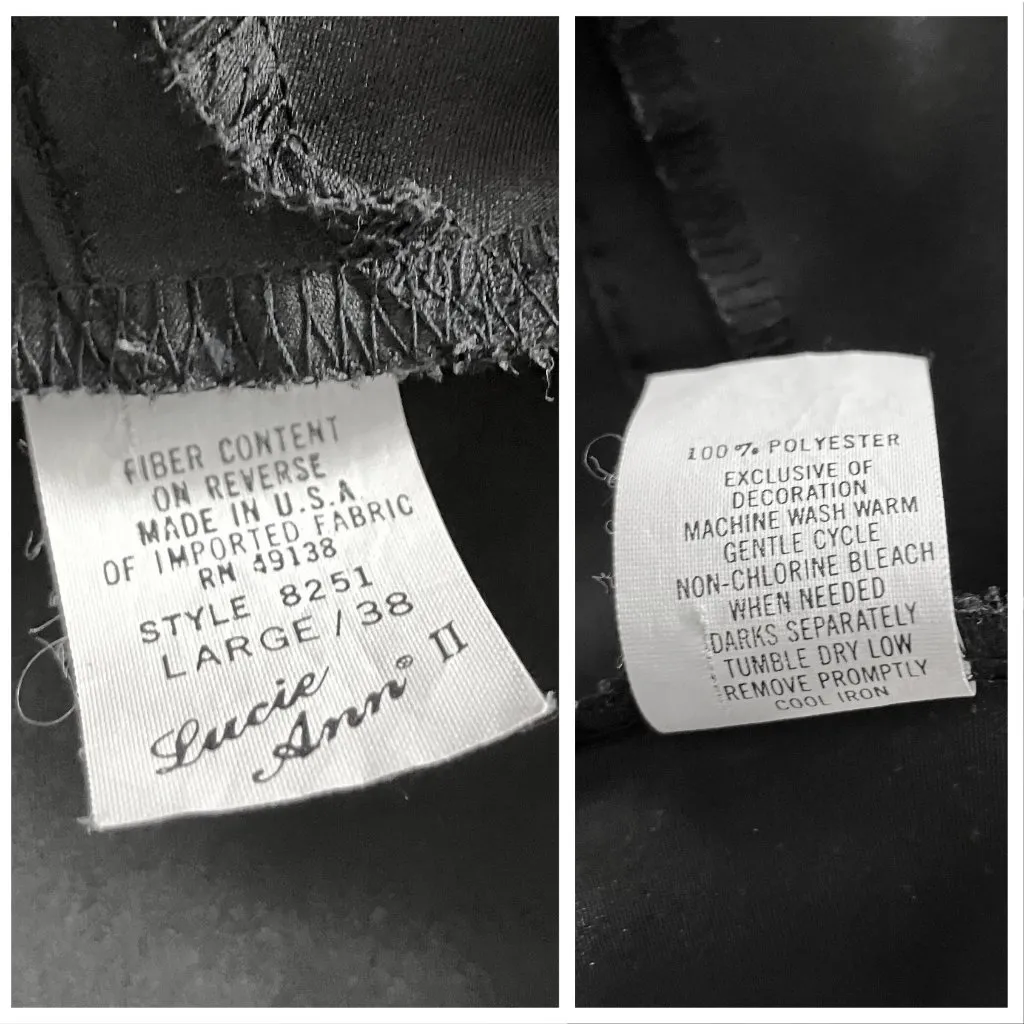 FIBER CONTENT
ON REVERSE
MADE IN U.S.A.
OF IMPORTED FABRIC
RN 49138
STYLE 8251
LARGE / 38
Lucie
Ann® II
100% POLYESTER
EXCLUSIVE OF
DECORATION
MACHINE WASH WARM
GENTLE CYCLE
NON-CHLORINE BLEACH
WHEN NEEDED
DARKS SEPARATELY
TUMBLE DRY LOW
REMOVE PROMPTLY
COOL IRON